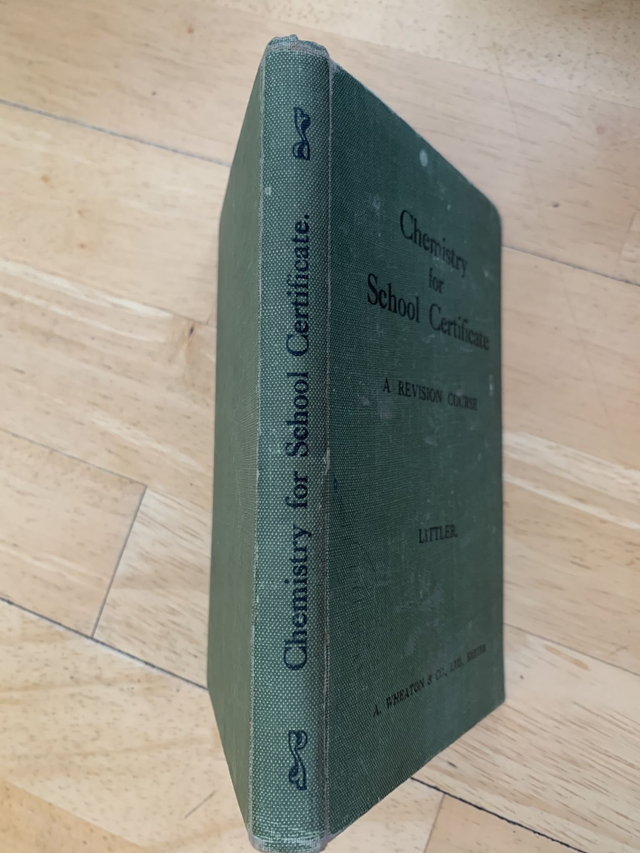 Chemistry for School Certificate.
Chemistry
for
School Certificate
A REVISION COURSE
LITTLER,
A. WHEATON & CO., LTD., EXETER